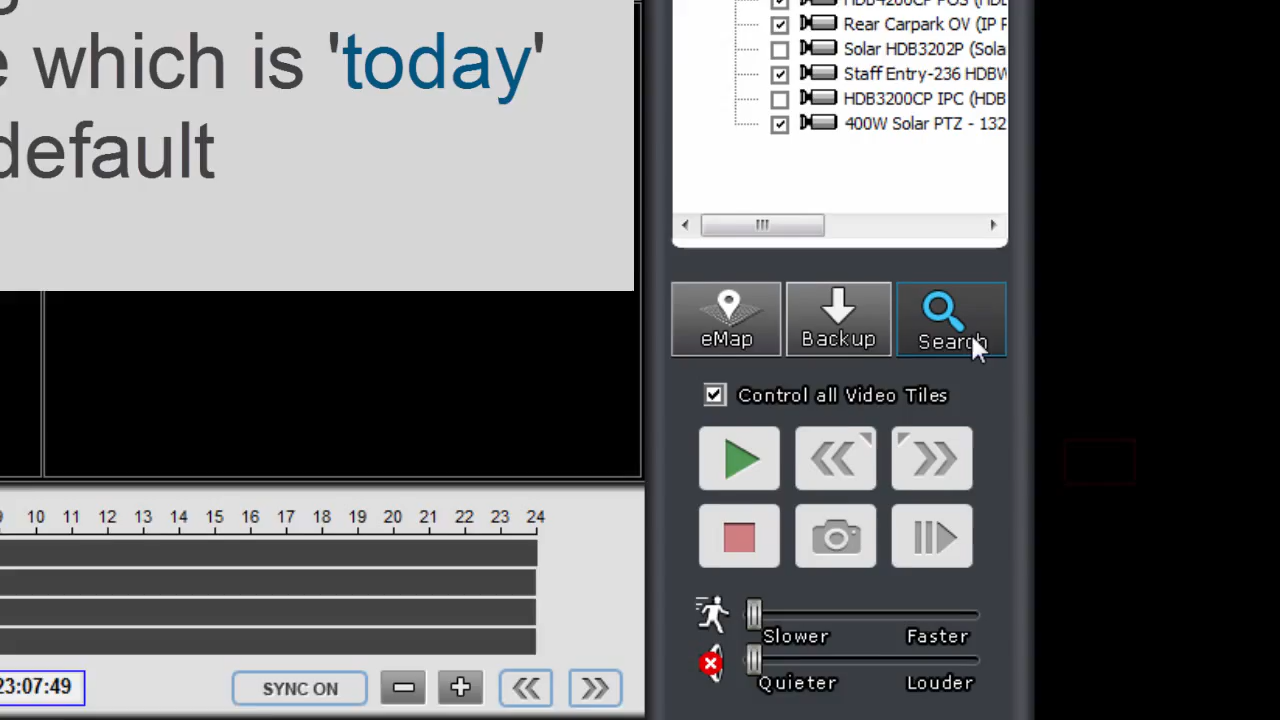 HDB4200CP POS (HDB
Rear Carpark OV (IP F
e which is 'today'
Solar HDB3202P (Sola
Staff Entry-236 HDBW
HDB3200CP IPC (HDB
400W Solar PTZ - 132
default
eMap Backup Search
Control all Video Tiles
10 11 12 13 14 15 16 17 18 19 20 21 22 23 24
Slower Faster
Quieter Louder
23:07:49 SYNC ON